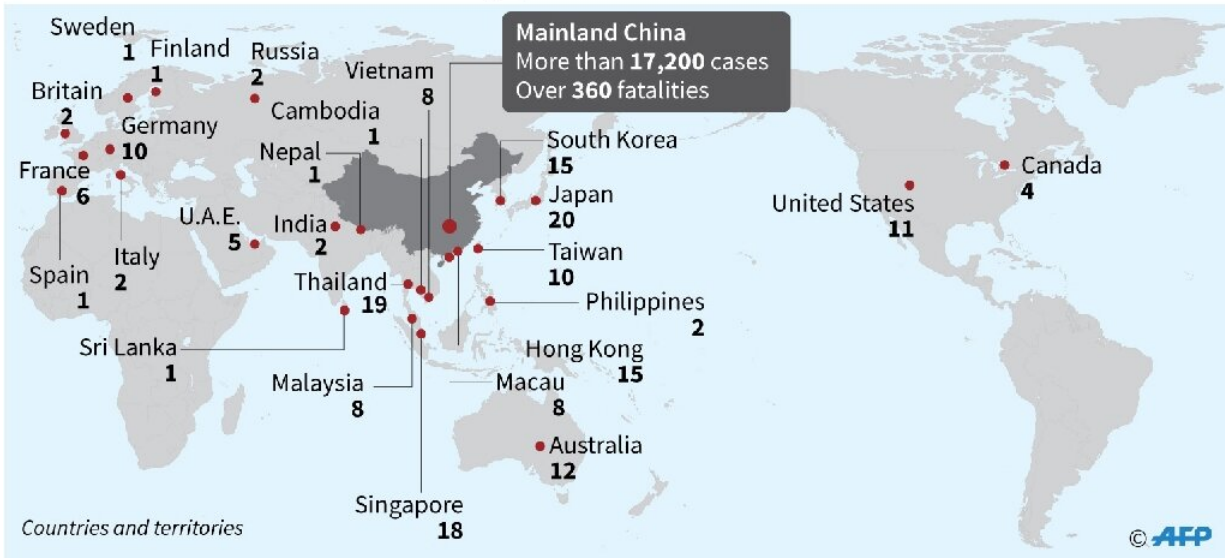 Sweden
1
Finland
1
Russia
2
Britain
2
Germany
10
France
6
Spain
1
Italy
2
U.A.E.
5
Vietnam
8
Cambodia
1
Nepal
1
India
2
Thailand
19
Sri Lanka
1
Malaysia
8
Singapore
18
Mainland China
More than 17,200 cases
Over 360 fatalities
South Korea
15
Japan
20
Taiwan
10
Philippines
2
Hong Kong
15
Macau
8
Australia
12
United States
11
Canada
4
Countries and territories
© AFP